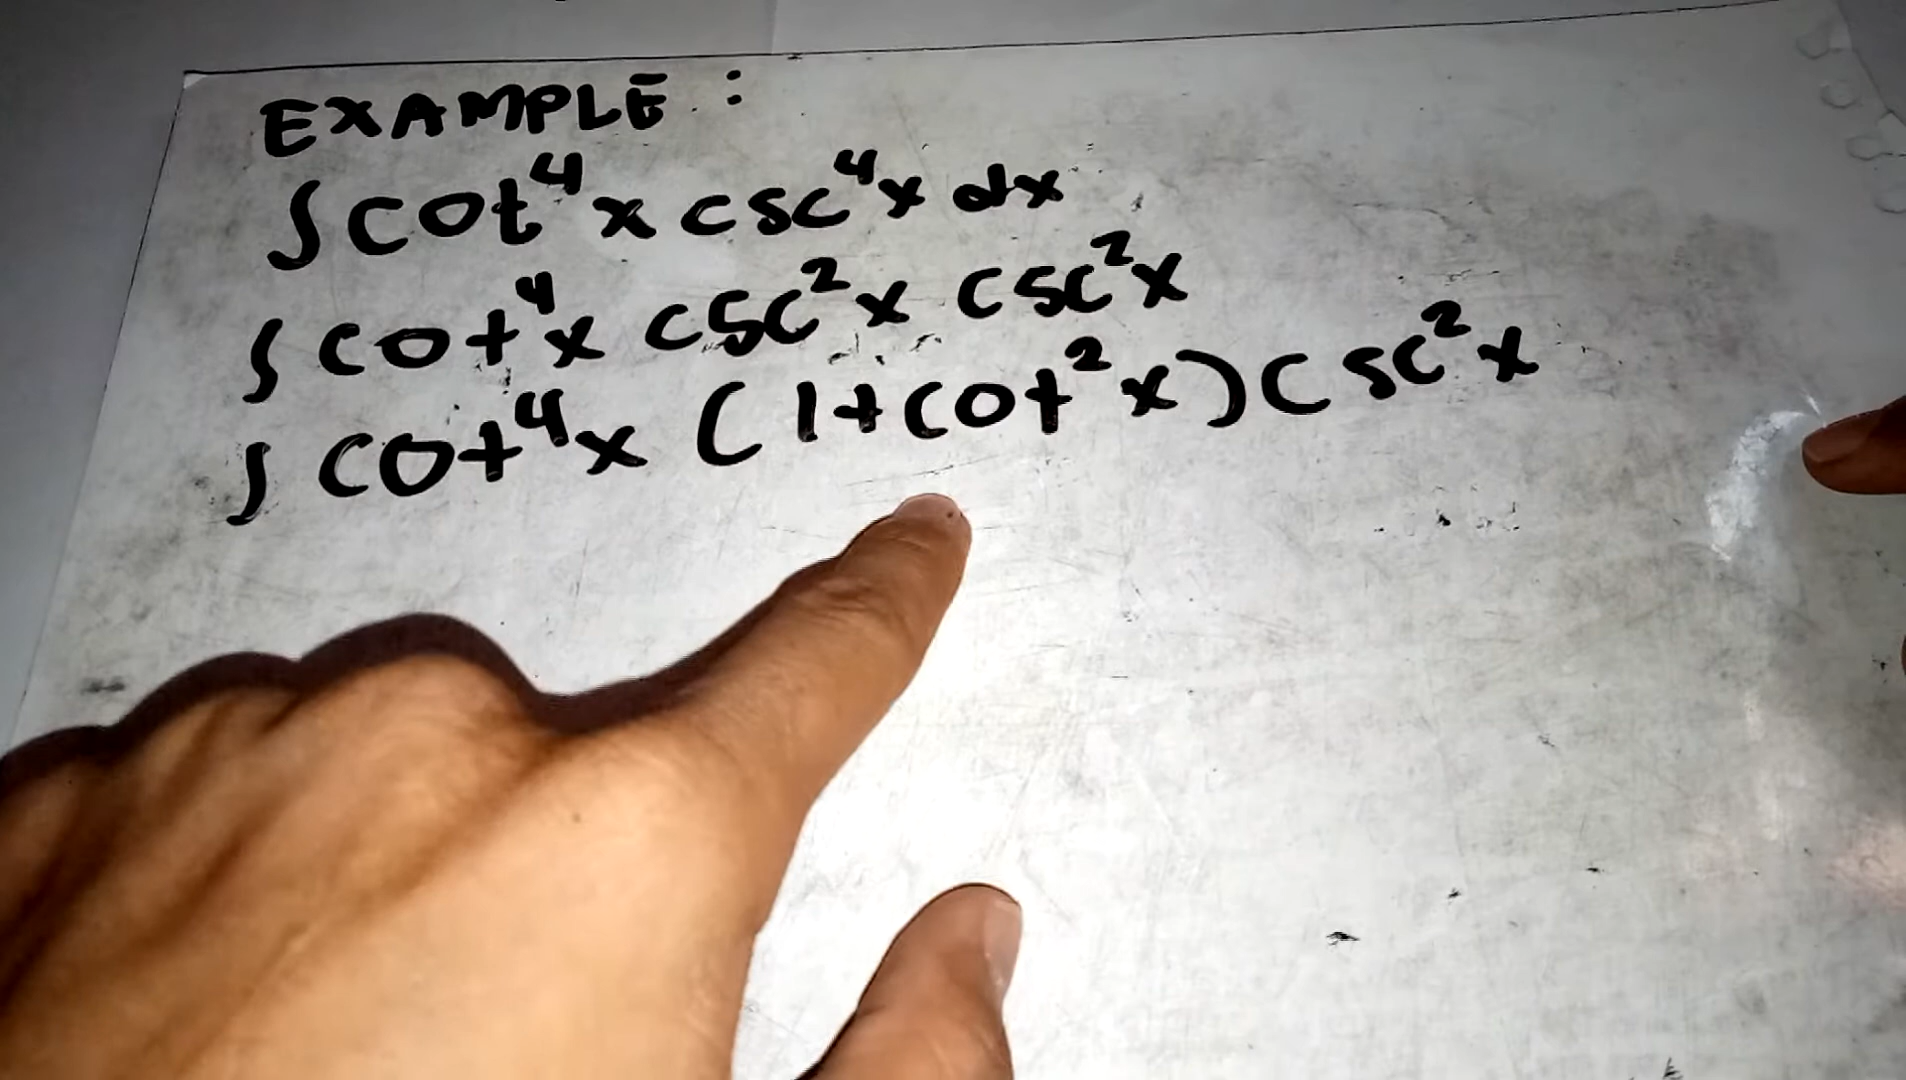 EXAMPLE :
∫ cot⁴x csc⁴x dx
∫ cot⁴x csc²x csc²x
∫ cot⁴x (1+cot²x) csc²x